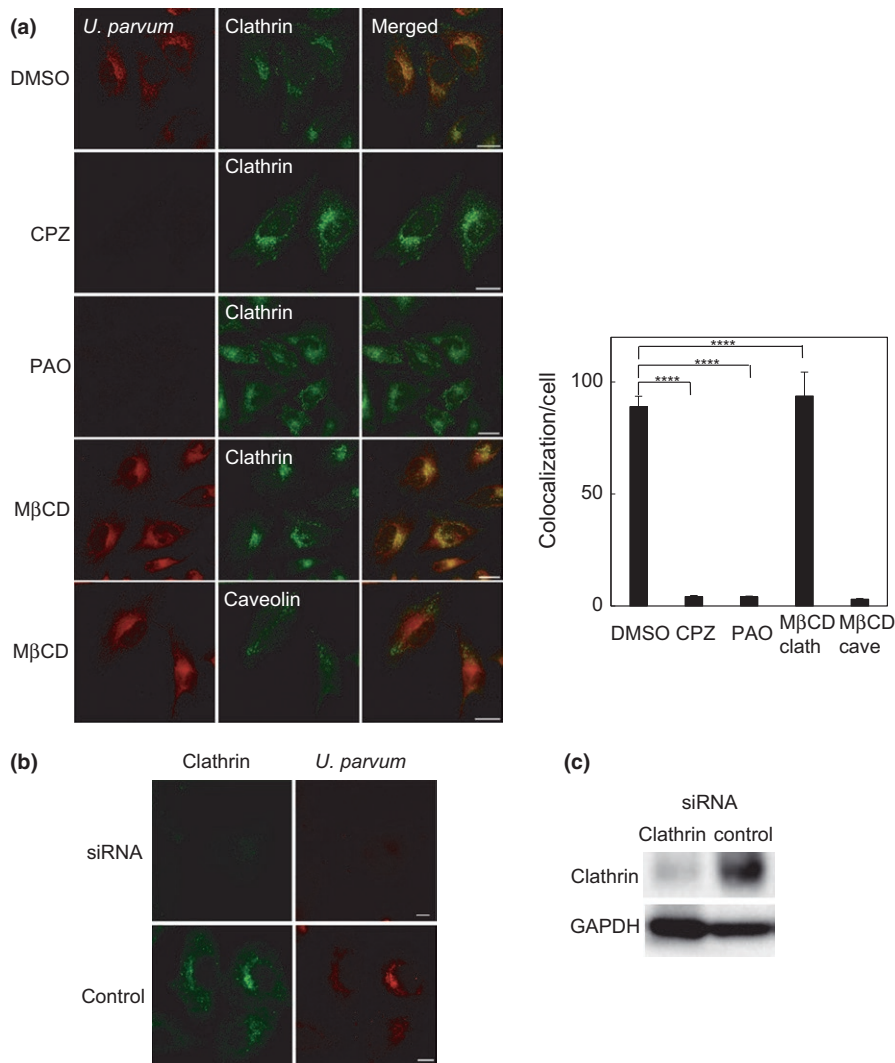 (a)
U. parvum Clathrin Merged
DMSO
Clathrin
CPZ
Clathrin
PAO
Clathrin
MβCD
Caveolin
MβCD
Colocalization/cell
100
50
0
****
****
****
DMSO CPZ PAO MβCD MβCD
clath cave
(b)
Clathrin U. parvum
siRNA
Control
(c)
siRNA
Clathrin control
Clathrin
GAPDH